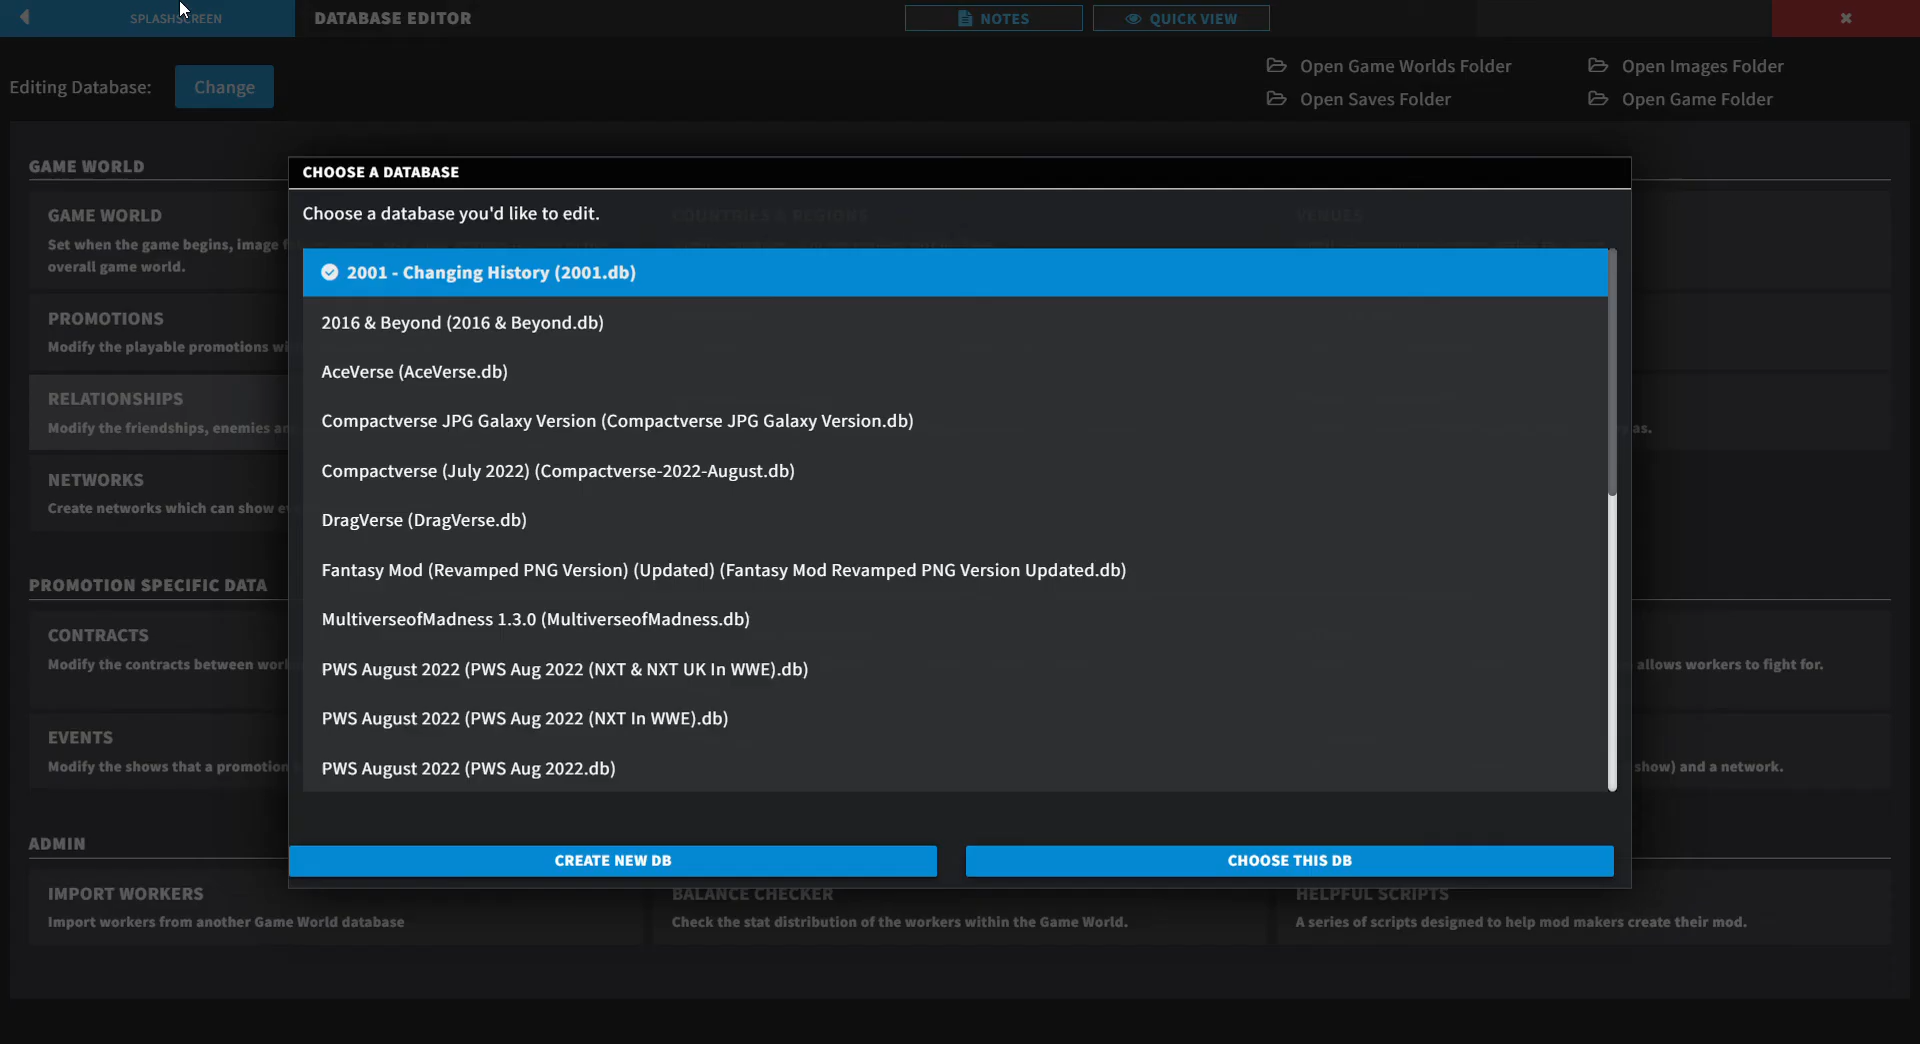 SPLASHSCREEN
DATABASE EDITOR
NOTES
QUICK VIEW
Editing Database:
Change
Open Game Worlds Folder
Open Images Folder
Open Saves Folder
Open Game Folder
GAME WORLD
CHOOSE A DATABASE
Choose a database you'd like to edit.
GAME WORLD
COUNTRIES & REGIONS
VENUES
Set when the game begins, image f
overall game world.
2001 - Changing History (2001.db)
2016 & Beyond (2016 & Beyond.db)
PROMOTIONS
Modify the playable promotions wi
AceVerse (AceVerse.db)
RELATIONSHIPS
Modify the friendships, enemies an
as.
Compactverse JPG Galaxy Version (Compactverse JPG Galaxy Version.db)
Compactverse (July 2022) (Compactverse-2022-August.db)
NETWORKS
Create networks which can show e
DragVerse (DragVerse.db)
Fantasy Mod (Revamped PNG Version) (Updated) (Fantasy Mod Revamped PNG Version Updated.db)
PROMOTION SPECIFIC DATA
MultiverseofMadness 1.3.0 (MultiverseofMadness.db)
CONTRACTS
Modify the contracts between worl
allows workers to fight for.
PWS August 2022 (PWS Aug 2022 (NXT & NXT UK In WWE).db)
PWS August 2022 (PWS Aug 2022 (NXT In WWE).db)
EVENTS
Modify the shows that a promotion
show) and a network.
PWS August 2022 (PWS Aug 2022.db)
ADMIN
CREATE NEW DB
CHOOSE THIS DB
IMPORT WORKERS
Import workers from another Game World database
BALANCE CHECKER
Check the stat distribution of the workers within the Game World.
HELPFUL SCRIPTS
A series of scripts designed to help mod makers create their mod.